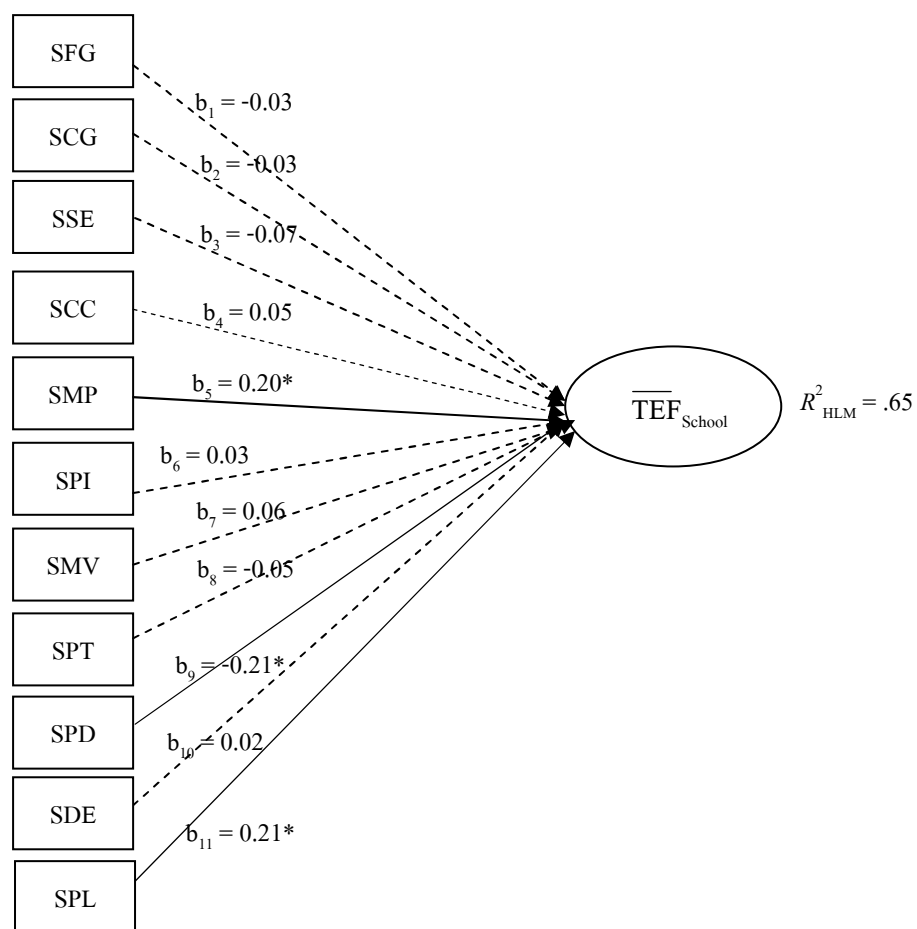 SFG
b₁ = -0.03
SCG
b₂ = -0.03
SSE
b₃ = -0.07
SCC
b₄ = 0.05
SMP
b₅ = 0.20*
SPI
b₆ = 0.03
SMV
b₇ = 0.06
SPT
b₈ = -0.05
SPD
b₉ = -0.21*
SDE
b₁₀ = 0.02
SPL
b₁₁ = 0.21*
T̅E̅F̅_School
R²_HLM = .65